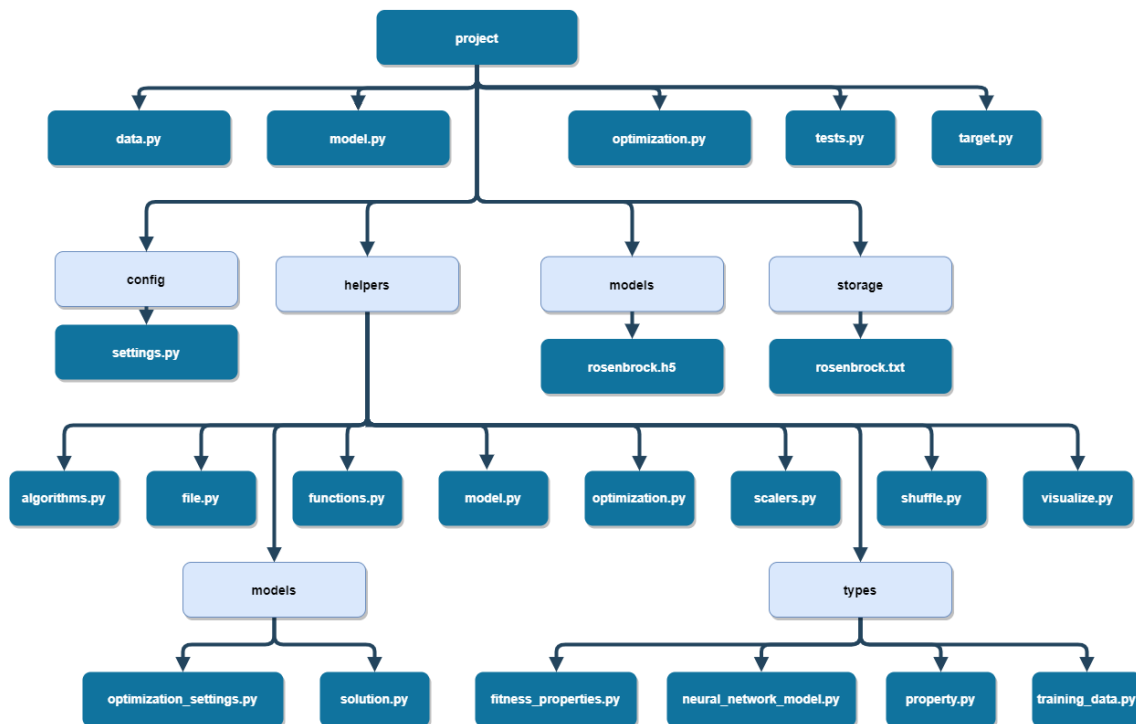 project
data.py
model.py
optimization.py
tests.py
target.py
config
helpers
models
storage
settings.py
rosenbrock.h5
rosenbrock.txt
algorithms.py
file.py
functions.py
model.py
optimization.py
scalers.py
shuffle.py
visualize.py
models
types
optimization_settings.py
solution.py
fitness_properties.py
neural_network_model.py
property.py
training_data.py